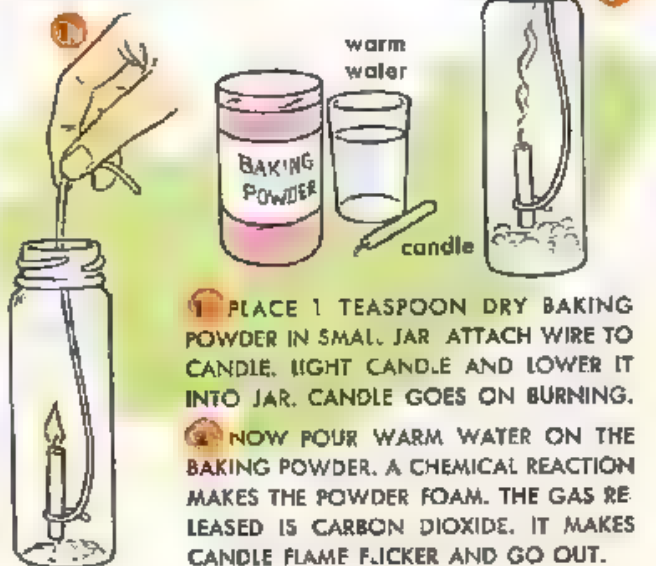 1
warm
water
BAKING
POWDER
candle
1 PLACE 1 TEASPOON DRY BAKING
POWDER IN SMALL JAR ATTACH WIRE TO
CANDLE. LIGHT CANDLE AND LOWER IT
INTO JAR. CANDLE GOES ON BURNING.
2 NOW POUR WARM WATER ON THE
BAKING POWDER. A CHEMICAL REACTION
MAKES THE POWDER FOAM. THE GAS RE
LEASED IS CARBON DIOXIDE. IT MAKES
CANDLE FLAME FLICKER AND GO OUT.